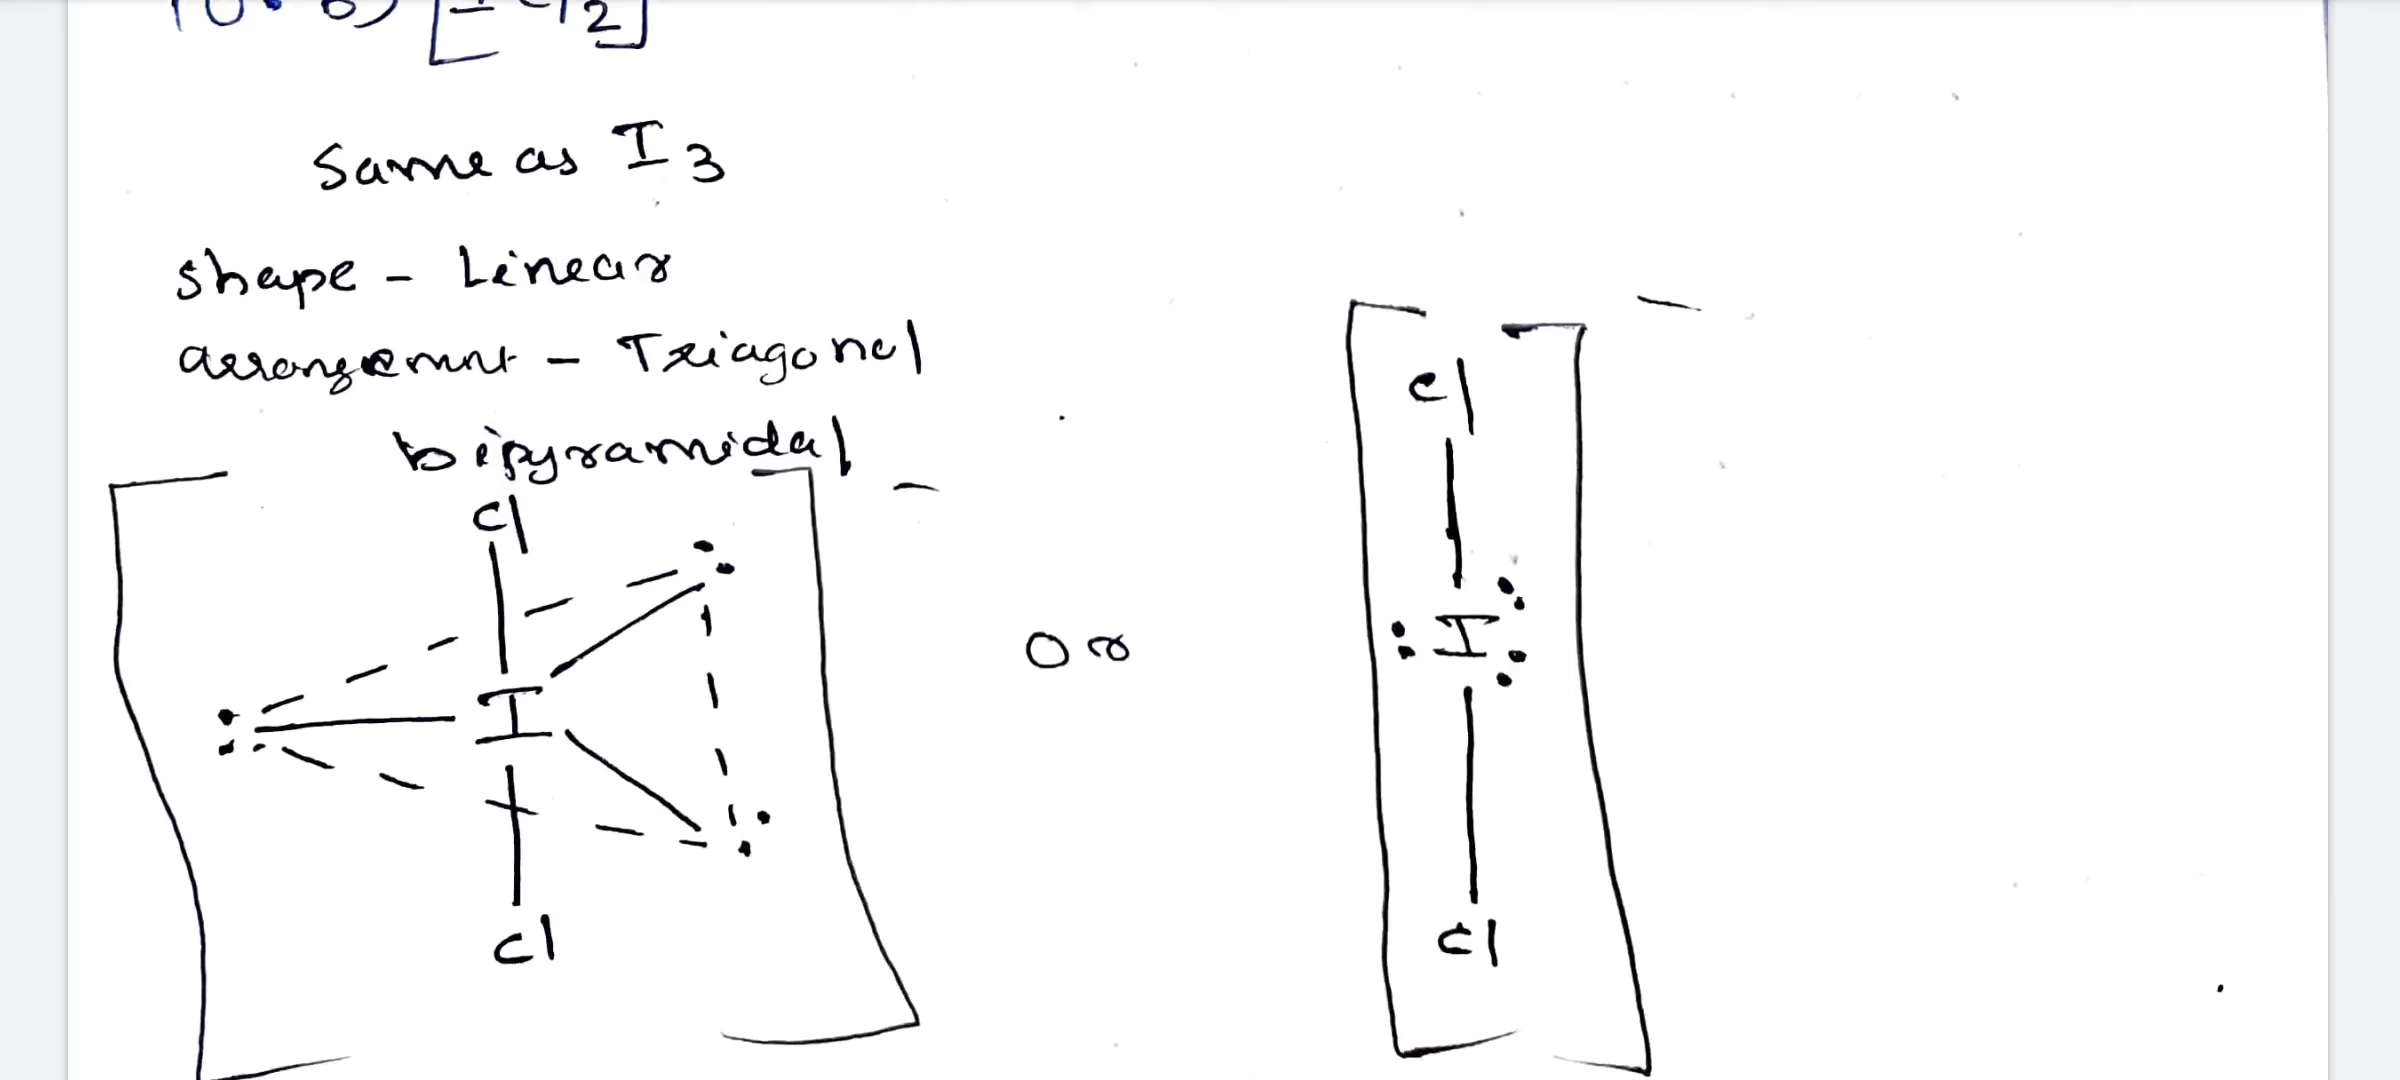 Same as I3
Shape - Linear
arrangement - Triagonal
bipyramidal
Cl
I
Cl
or
Cl
I
Cl